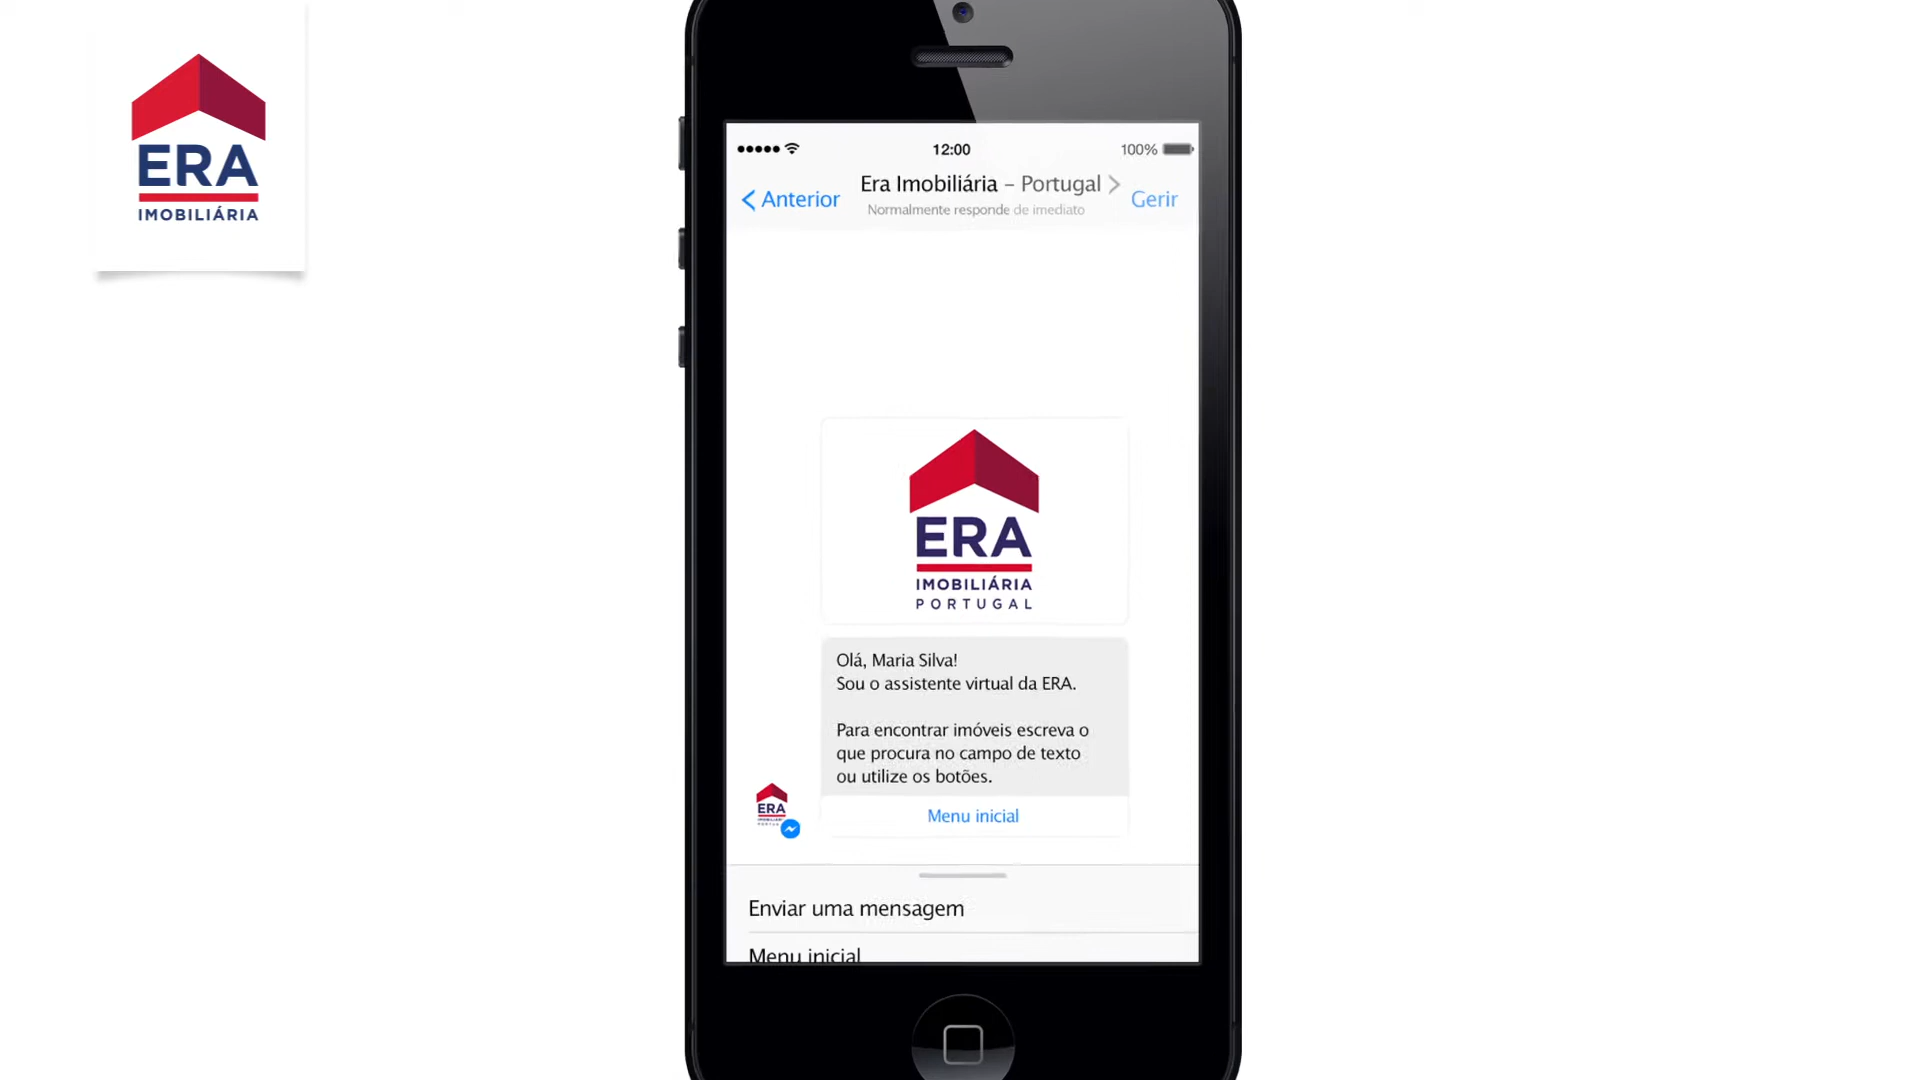 ERA
IMOBILIÁRIA
12:00
100%
Anterior
Era Imobiliária – Portugal
Normalmente responde de imediato
Gerir
ERA
IMOBILIÁRIA
PORTUGAL
Olá, Maria Silva!
Sou o assistente virtual da ERA.
Para encontrar imóveis escreva o
que procura no campo de texto
ou utilize os botões.
ERA
Menu inicial
Enviar uma mensagem
Menu inicial